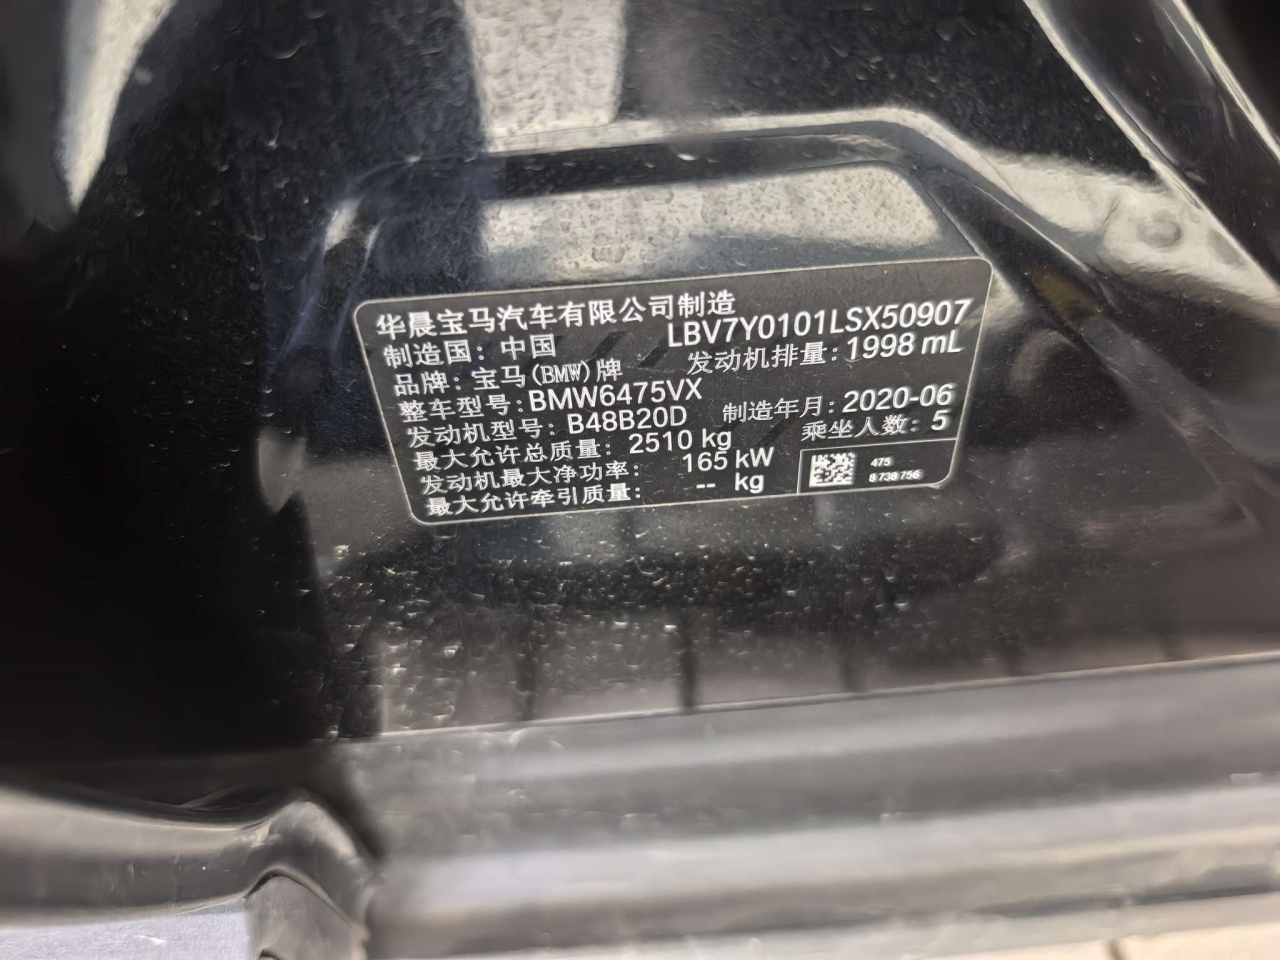 华晨宝马汽车有限公司制造
LBV7Y0101LSX50907
制造国：中国
发动机排量：1998 mL
品牌：宝马(BMW)牌
整车型号：BMW6475VX
制造年月：2020-06
发动机型号：B48B20D
乘坐人数：5
最大允许总质量：2510 kg
发动机最大净功率：165 kW
最大允许牵引质量：-- kg
475
8 738 756